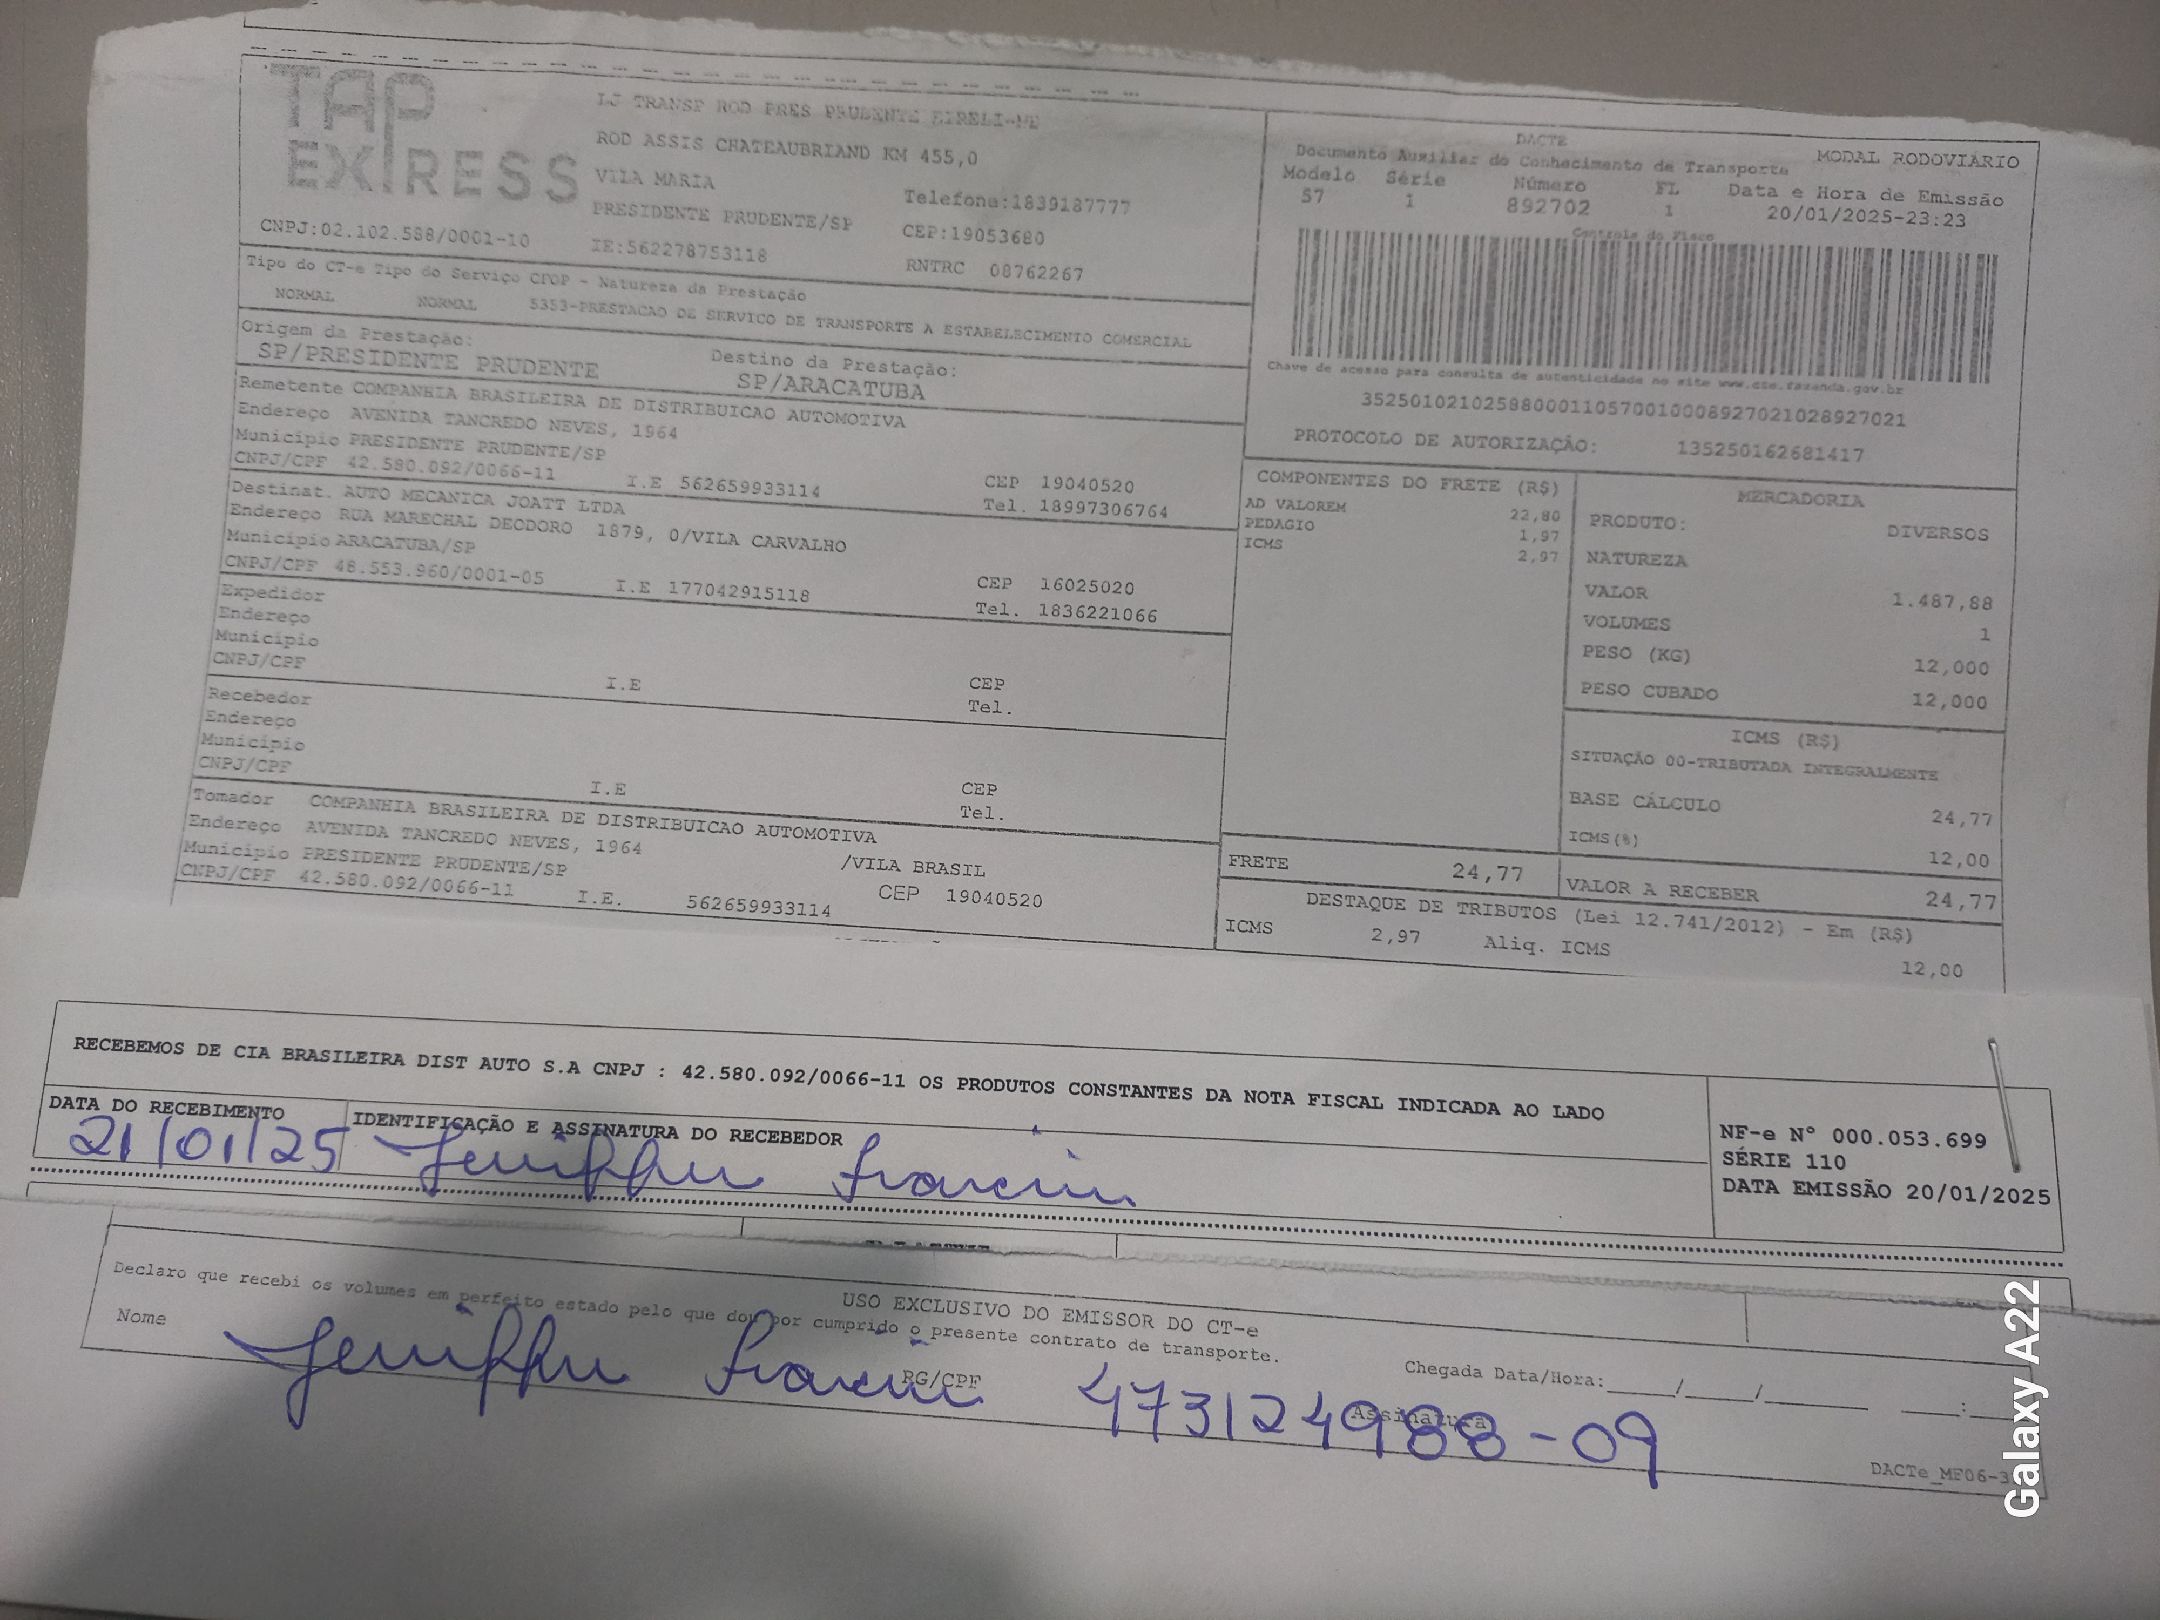 TAP EXPRESS
LJ TRANSP ROD PRES PRUDENTE EIRELI-ME
ROD ASSIS CHATEAUBRIAND KM 455,0
VILA MARIA
Telefone:1839187777
PRESIDENTE PRUDENTE/SP CEP:19053680
CNPJ:02.102.588/0001-10 IE:562278753118 RNTRC 08762267
DACTE MODAL RODOVIÁRIO
Documento Auxiliar do Conhecimento de Transporte
Modelo Série Número FL Data e Hora de Emissão
57 1 892702 1 20/01/2025-23:23
Controle do Fisco
Chave de acesso para consulta de autenticidade no site www.cte.fazenda.gov.br
35250102102588000110570010008927021028927021
PROTOCOLO DE AUTORIZAÇÃO: 135250162681417
Tipo do CT-e Tipo do Serviço CFOP - Natureza da Prestação
NORMAL NORMAL 5353-PRESTACAO DE SERVICO DE TRANSPORTE A ESTABELECIMENTO COMERCIAL
Origem da Prestação: Destino da Prestação:
SP/PRESIDENTE PRUDENTE SP/ARACATUBA
Remetente COMPANHIA BRASILEIRA DE DISTRIBUICAO AUTOMOTIVA
Endereço AVENIDA TANCREDO NEVES, 1964
Município PRESIDENTE PRUDENTE/SP CEP 19040520
CNPJ/CPF 42.580.092/0066-11 I.E 562659933114 Tel. 18997306764
Destinat. AUTO MECANICA JOATT LTDA
Endereço RUA MARECHAL DEODORO 1879, 0/VILA CARVALHO
Município ARACATUBA/SP CEP 16025020
CNPJ/CPF 48.553.960/0001-05 I.E 177042915118 Tel. 1836221066
Expedidor
Endereço
Município CEP
CNPJ/CPF I.E Tel.
Recebedor
Endereço
Município CEP
CNPJ/CPF I.E Tel.
Tomador COMPANHIA BRASILEIRA DE DISTRIBUICAO AUTOMOTIVA
Endereço AVENIDA TANCREDO NEVES, 1964 /VILA BRASIL
Município PRESIDENTE PRUDENTE/SP CEP 19040520
CNPJ/CPF 42.580.092/0066-11 I.E. 562659933114
COMPONENTES DO FRETE (R$)
AD VALOREM 22,80
PEDAGIO 1,97
ICMS 2,97
MERCADORIA
PRODUTO: DIVERSOS
NATUREZA
VALOR 1.487,88
VOLUMES 1
PESO (KG) 12,000
PESO CUBADO 12,000
ICMS (R$)
SITUAÇÃO 00-TRIBUTADA INTEGRALMENTE
BASE CÁLCULO 24,77
ICMS(%) 12,00
FRETE 24,77 VALOR A RECEBER 24,77
DESTAQUE DE TRIBUTOS (Lei 12.741/2012) - Em (R$)
ICMS 2,97 Aliq. ICMS 12,00
RECEBEMOS DE CIA BRASILEIRA DIST AUTO S.A CNPJ : 42.580.092/0066-11 OS PRODUTOS CONSTANTES DA NOTA FISCAL INDICADA AO LADO
DATA DO RECEBIMENTO IDENTIFICAÇÃO E ASSINATURA DO RECEBEDOR
21/01/25
NF-e N° 000.053.699
SÉRIE 110
DATA EMISSÃO 20/01/2025
USO EXCLUSIVO DO EMISSOR DO CT-e
Declaro que recebi os volumes em perfeito estado pelo que dou por cumprido o presente contrato de transporte.
Nome RG/CPF Assinatura Chegada Data/Hora:_____/_____/________ ____:____
473124988-09
Galaxy A22